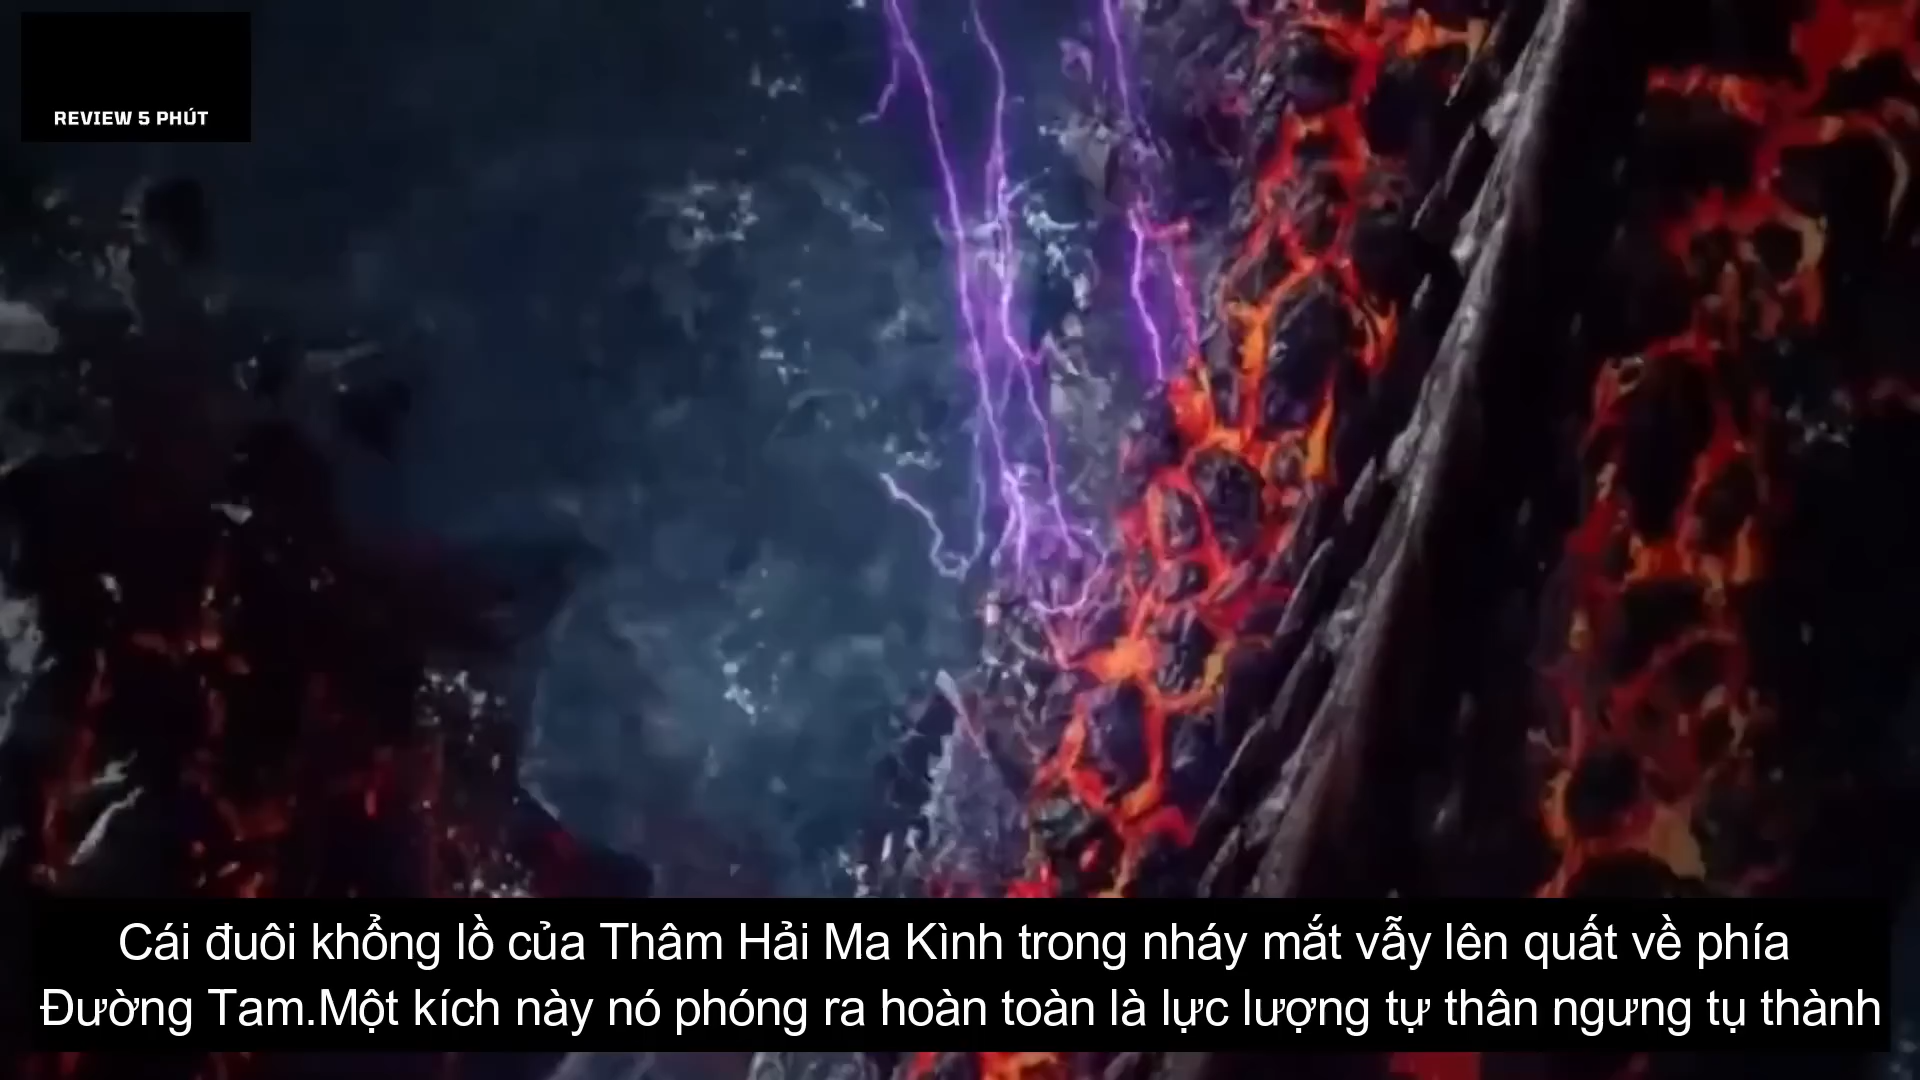 REVIEW 5 PHÚT
Cái đuôi khổng lồ của Thâm Hải Ma Kình trong nháy mắt vẫy lên quất về phía
Đường Tam.Một kích này nó phóng ra hoàn toàn là lực lượng tự thân ngưng tụ thành